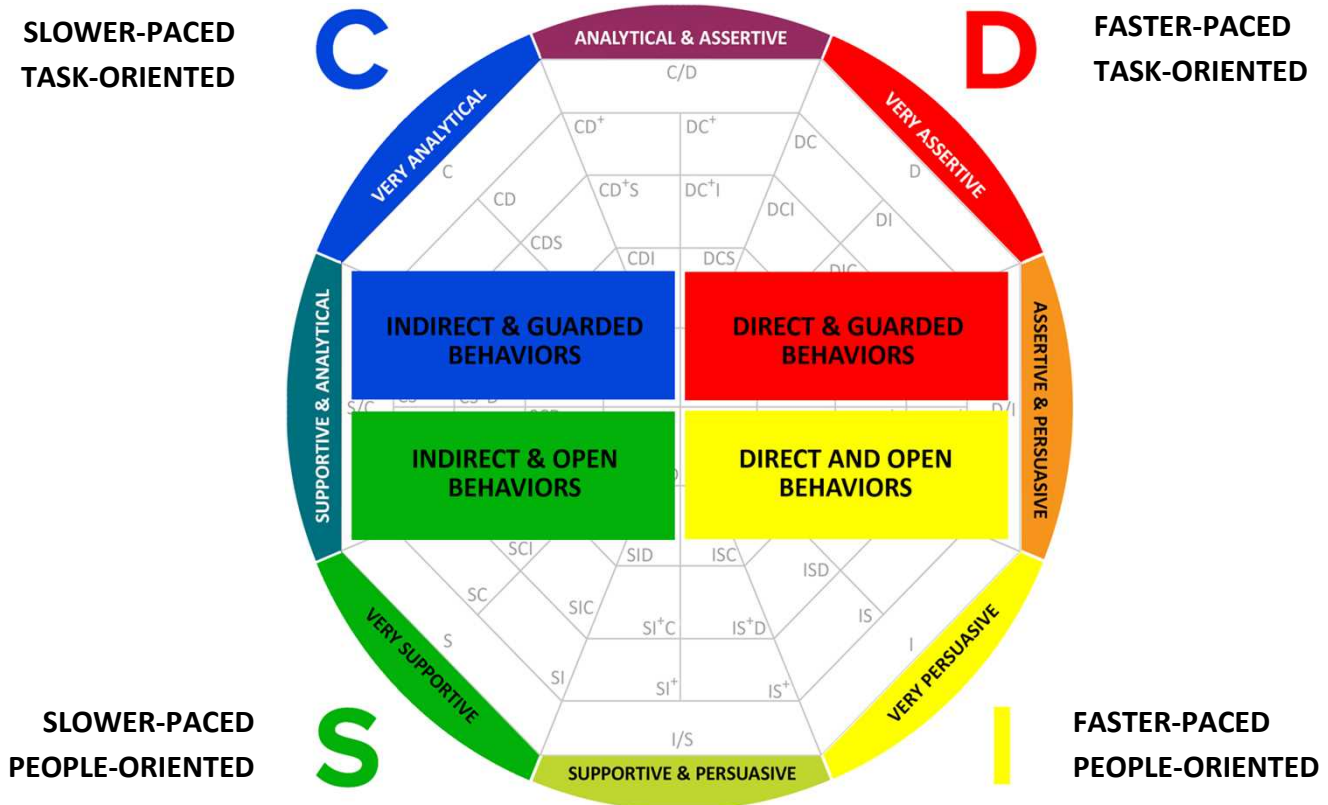 SLOWER-PACED
TASK-ORIENTED
C
ANALYTICAL & ASSERTIVE
D
FASTER-PACED
TASK-ORIENTED
VERY ANALYTICAL
C/D
VERY ASSERTIVE
CD+
DC+
DC
C
D
CD
CD+S
DC+I
DCI
DI
CDS
CDI
DCS
DIC
SUPPORTIVE & ANALYTICAL
INDIRECT & GUARDED
BEHAVIORS
DIRECT & GUARDED
BEHAVIORS
ASSERTIVE & PERSUASIVE
S/C
D/I
INDIRECT & OPEN
BEHAVIORS
DIRECT AND OPEN
BEHAVIORS
SCI
SID
ISC
ISD
SC
SIC
IS
SI+C
IS+D
S
I
SI
SI+
IS+
VERY SUPPORTIVE
VERY PERSUASIVE
I/S
SLOWER-PACED
PEOPLE-ORIENTED
S
SUPPORTIVE & PERSUASIVE
I
FASTER-PACED
PEOPLE-ORIENTED